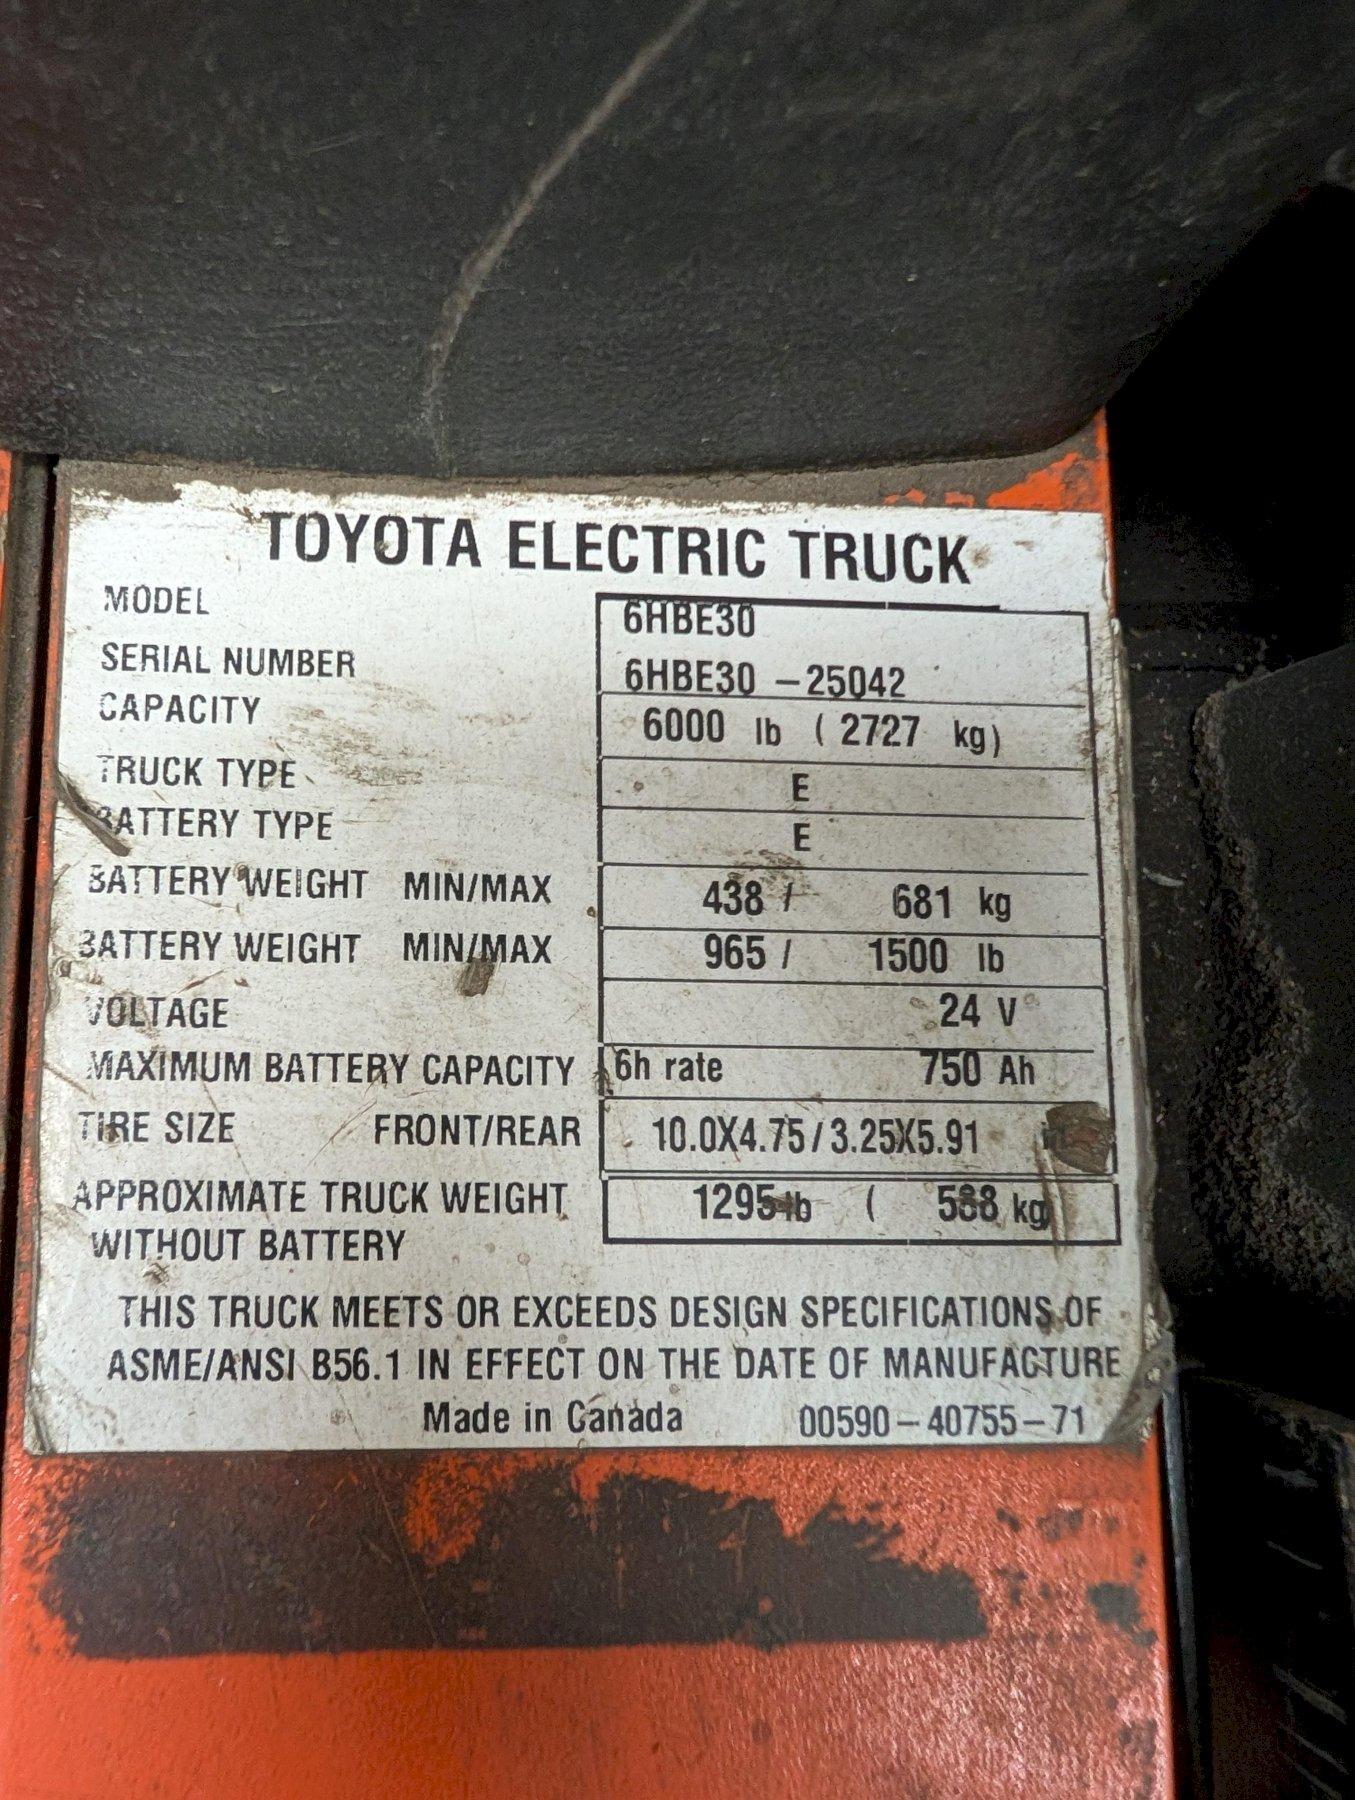 TOYOTA ELECTRIC TRUCK
MODEL 6HBE30
SERIAL NUMBER 6HBE30 -25042
CAPACITY 6000 lb ( 2727 kg)
TRUCK TYPE E
BATTERY TYPE E
BATTERY WEIGHT MIN/MAX 438 / 681 kg
BATTERY WEIGHT MIN/MAX 965 / 1500 lb
VOLTAGE 24 V
MAXIMUM BATTERY CAPACITY 6h rate 750 Ah
TIRE SIZE FRONT/REAR 10.0X4.75/3.25X5.91
APPROXIMATE TRUCK WEIGHT 1295 lb ( 588 kg)
WITHOUT BATTERY
THIS TRUCK MEETS OR EXCEEDS DESIGN SPECIFICATIONS OF
ASME/ANSI B56.1 IN EFFECT ON THE DATE OF MANUFACTURE
Made in Canada 00590-40755-71